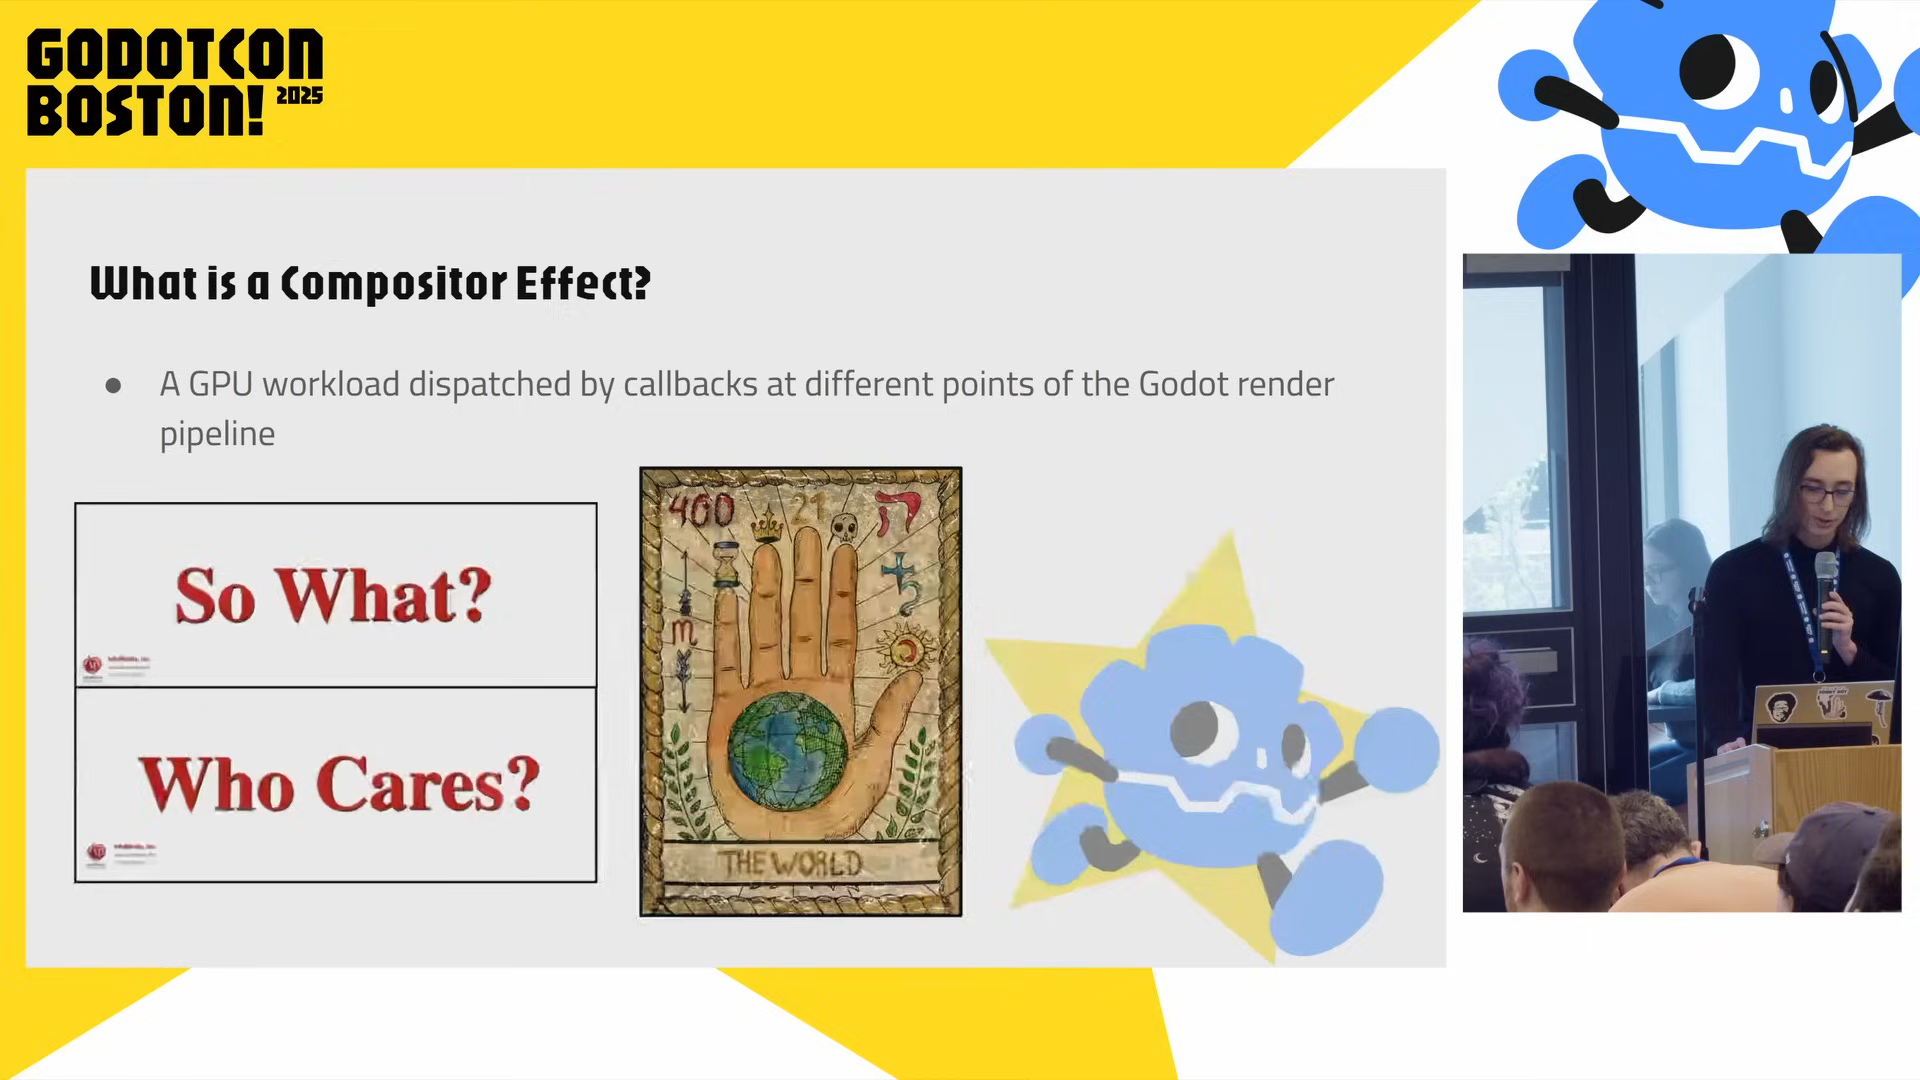 GODOTCON
BOSTON! 2025
What is a Compositor Effect?
● A GPU workload dispatched by callbacks at different points of the Godot render
pipeline
So What?
Who Cares?
400 21 ה
♏
THE WORLD